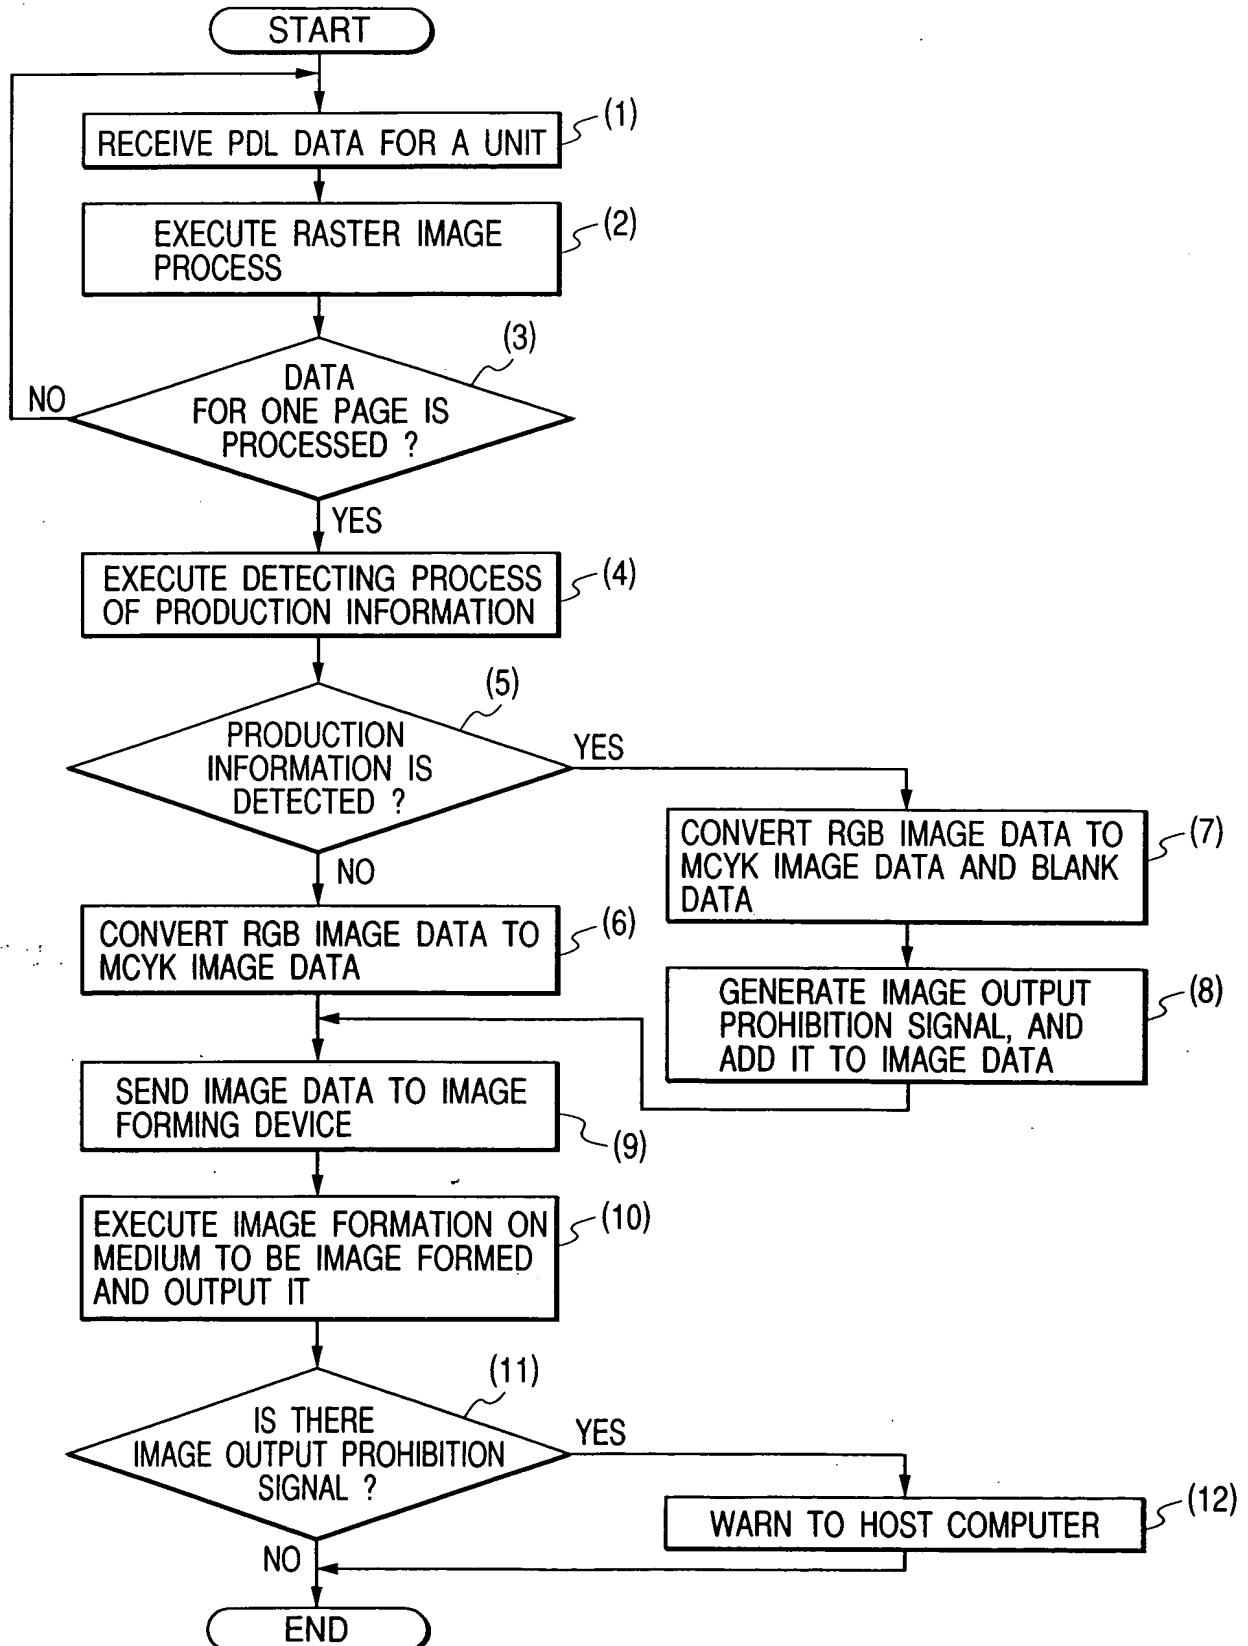 START
(1)
RECEIVE PDL DATA FOR A UNIT
(2)
EXECUTE RASTER IMAGE
PROCESS
(3)
DATA
FOR ONE PAGE IS
PROCESSED ?
NO
YES
(4)
EXECUTE DETECTING PROCESS
OF PRODUCTION INFORMATION
(5)
PRODUCTION
INFORMATION IS
DETECTED ?
YES
NO
(7)
CONVERT RGB IMAGE DATA TO
MCYK IMAGE DATA AND BLANK
DATA
(6)
CONVERT RGB IMAGE DATA TO
MCYK IMAGE DATA
(8)
GENERATE IMAGE OUTPUT
PROHIBITION SIGNAL, AND
ADD IT TO IMAGE DATA
SEND IMAGE DATA TO IMAGE
FORMING DEVICE
(9)
(10)
EXECUTE IMAGE FORMATION ON
MEDIUM TO BE IMAGE FORMED
AND OUTPUT IT
(11)
IS THERE
IMAGE OUTPUT PROHIBITION
SIGNAL ?
YES
NO
(12)
WARN TO HOST COMPUTER
END